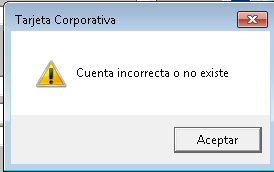 Tarjeta Corporativa
Cuenta incorrecta o no existe
Aceptar